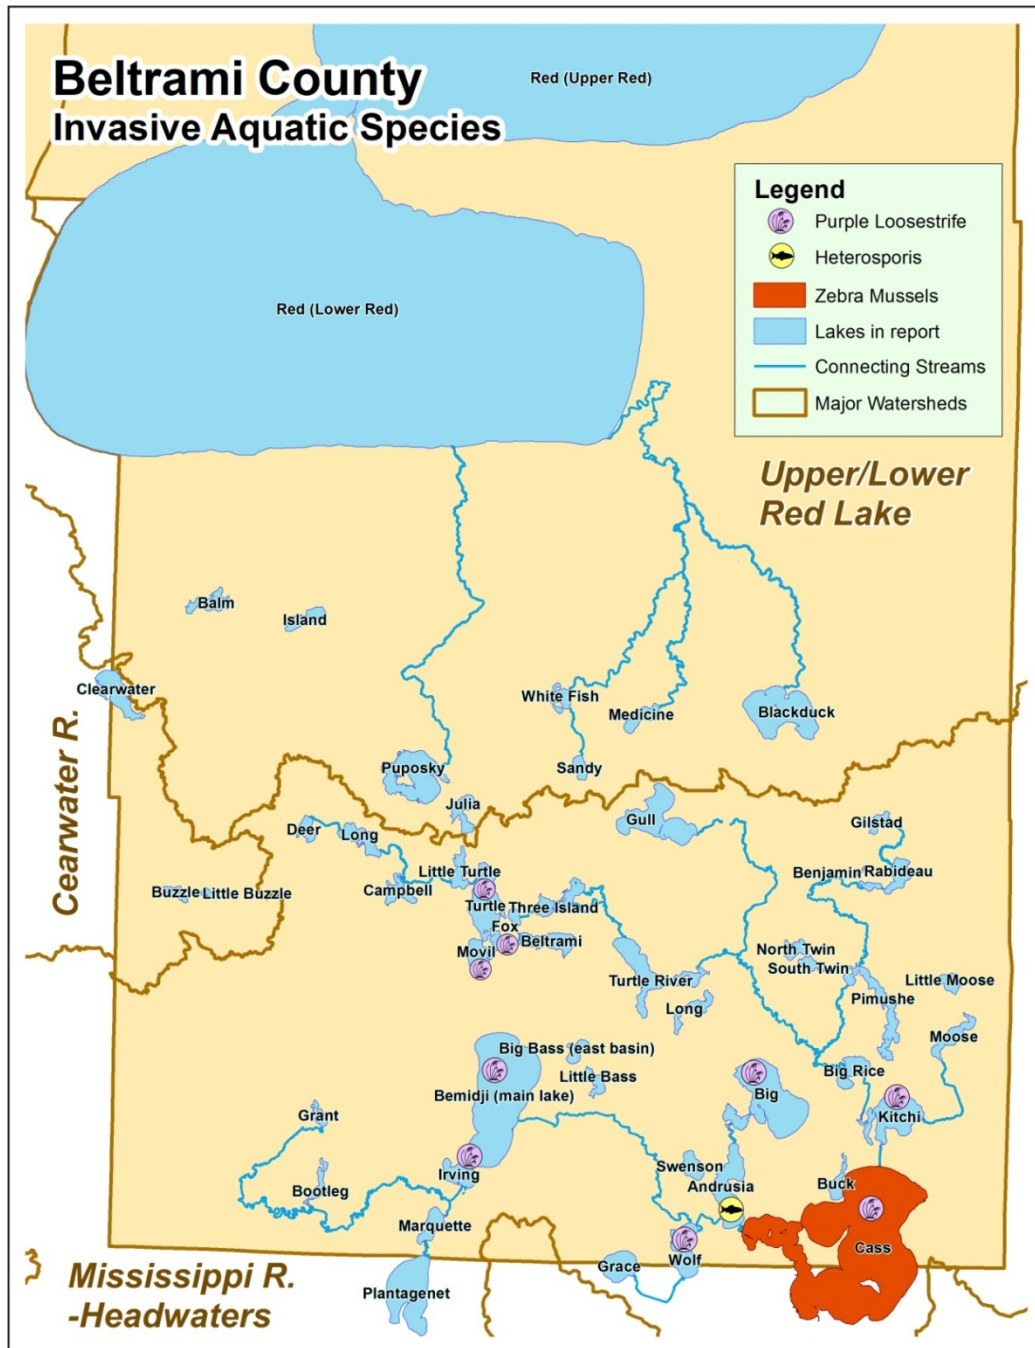 Beltrami County
Invasive Aquatic Species
Red (Upper Red)
Legend
Purple Loosestrife
Heterosporis
Zebra Mussels
Lakes in report
Connecting Streams
Major Watersheds
Red (Lower Red)
Upper/Lower
Red Lake
Balm
Island
Clearwater
White Fish
Medicine
Blackduck
Puposky
Sandy
Cearwater R.
Julia
Gull
Gilstad
Deer
Long
Little Turtle
Benjamin
Rabideau
Buzzle
Little Buzzle
Campbell
Turtle
Three Island
Fox
Beltrami
Movil
North Twin
South Twin
Turtle River
Little Moose
Pimushe
Long
Moose
Big Bass (east basin)
Little Bass
Big Rice
Bemidji (main lake)
Big
Kitchi
Grant
Swenson
Irving
Andrusia
Buck
Bootleg
Marquette
Cass
Wolf
Grace
Plantagenet
Mississippi R.
-Headwaters